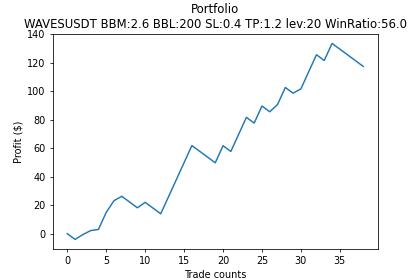 Portfolio
WAVESUSDT BBM:2.6 BBL:200 SL:0.4 TP:1.2 lev:20 WinRatio:56.0
140
120
100
80
60
40
20
0
Profit ($)
0 5 10 15 20 25 30 35
Trade counts